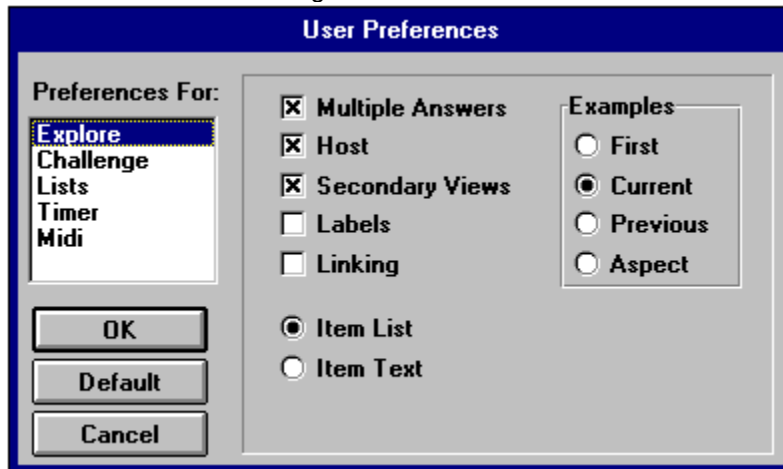 User Preferences
Preferences For:
Explore
Challenge
Lists
Timer
Midi
OK
Default
Cancel
Multiple Answers
Host
Secondary Views
Labels
Linking
Item List
Item Text
Examples
First
Current
Previous
Aspect